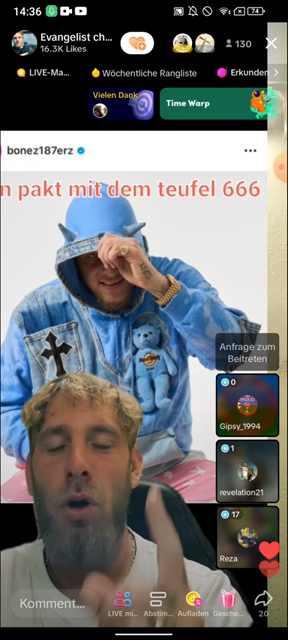 14:36
74
Evangelist ch...
16.3K Likes
130
LIVE-Ma...
Wöchentliche Rangliste
Erkunden
Vielen Dank
Time Warp
bonez187erz
n pakt mit dem teufel 666
Anfrage zum
Beitreten
0
Gipsy_1994
1
revelation21
17
Reza
Komment...
LIVE mi...
Abstim...
Aufladen
Gesche...
20